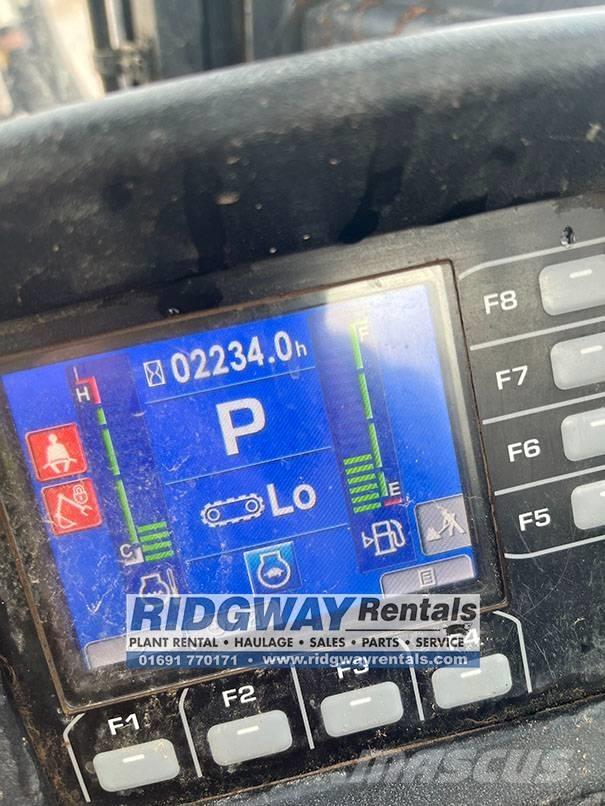 F8
F7
F6
F5
02234.0h
H
F
P
Lo
E
C
RIDGWAY Rentals
PLANT RENTAL • HAULAGE • SALES • PARTS • SERVICE
01691 770171 • www.ridgwayrentals.com
F1
F2
F3
F4
MASCUS